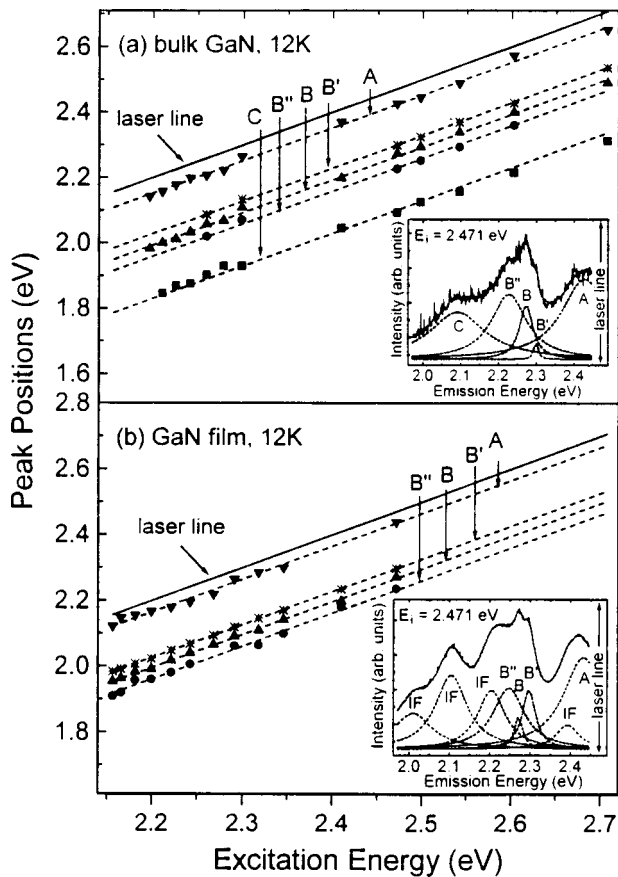 Peak Positions (eV)
2.6
2.4
2.2
2.0
1.8
1.6
2.8
2.6
2.4
2.2
2.0
1.8
(a) bulk GaN, 12K
laser line
C
B"
B
B'
A
Intensity (arb. units)
E₁ = 2.471 eV
C
B"
B
B'
A
laser line
2.0
2.1
2.2
2.3
2.4
Emission Energy (eV)
(b) GaN film, 12K
laser line
B"
B
B'
A
Intensity (arb. units)
E₁ = 2.471 eV
IF
IF
IF
B"
B
B'
IF
A
laser line
2.0
2.1
2.2
2.3
2.4
Emission Energy (eV)
2.2
2.3
2.4
2.5
2.6
2.7
Excitation Energy (eV)